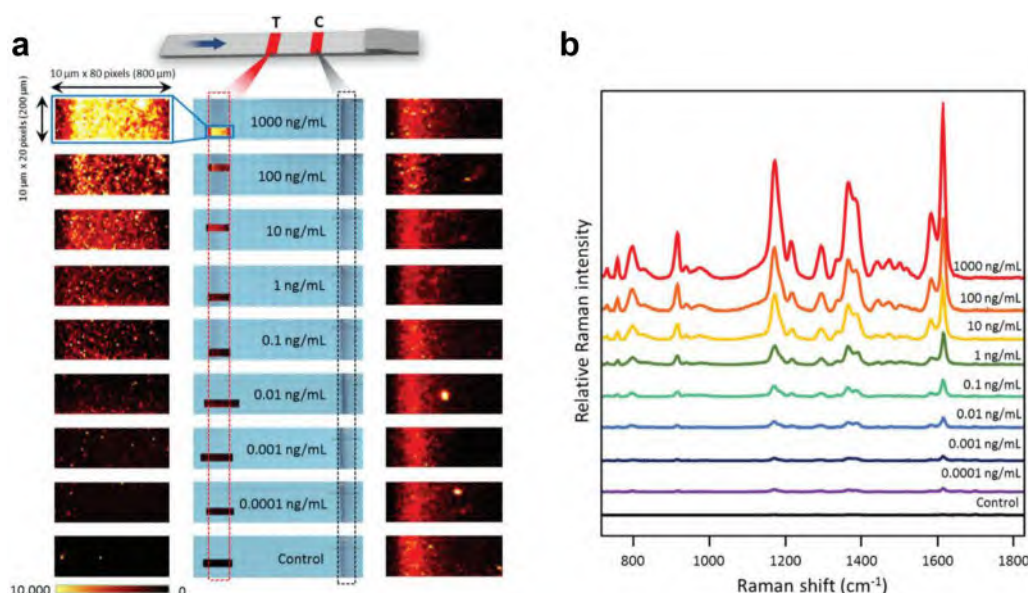 a
T C
10 µm x 80 pixels (800 µm)
10 µm x 20 pixels (200 µm)
1000 ng/mL
100 ng/mL
10 ng/mL
1 ng/mL
0.1 ng/mL
0.01 ng/mL
0.001 ng/mL
0.0001 ng/mL
Control
10,000 0
b
Relative Raman intensity
1000 ng/mL
100 ng/mL
10 ng/mL
1 ng/mL
0.1 ng/mL
0.01 ng/mL
0.001 ng/mL
0.0001 ng/mL
Control
800 1000 1200 1400 1600 1800
Raman shift (cm⁻¹)